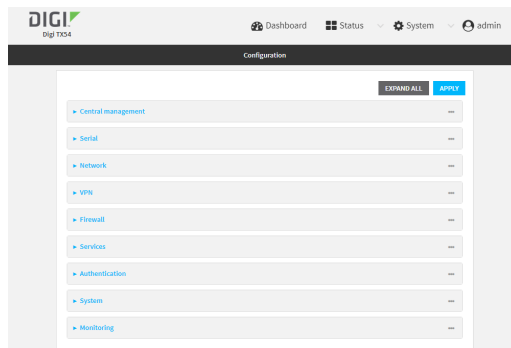 DIGI
Digi TX54
Dashboard Status System admin
Configuration
EXPAND ALL APPLY
Central management
Serial
Network
VPN
Firewall
Services
Authentication
System
Monitoring